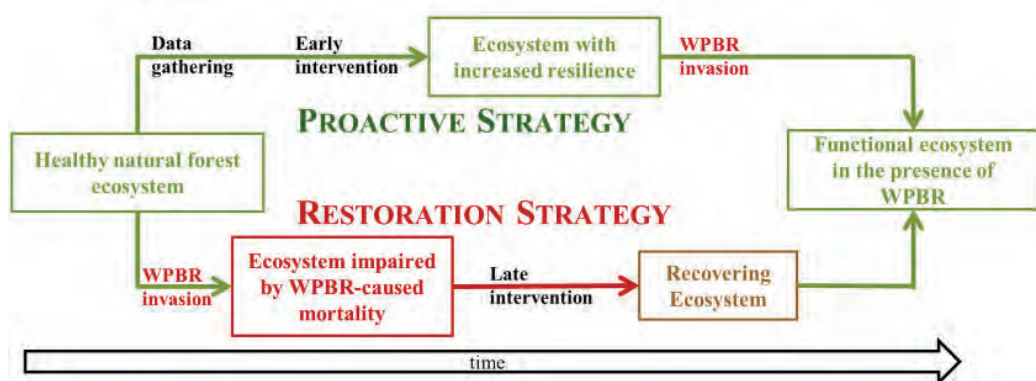 Data
gathering
Early
intervention
Ecosystem with
increased resilience
WPBR
invasion
PROACTIVE STRATEGY
Healthy natural forest
ecosystem
Functional ecosystem
in the presence of
WPBR
RESTORATION STRATEGY
WPBR
invasion
Ecosystem impaired
by WPBR-caused
mortality
Late
intervention
Recovering
Ecosystem
time